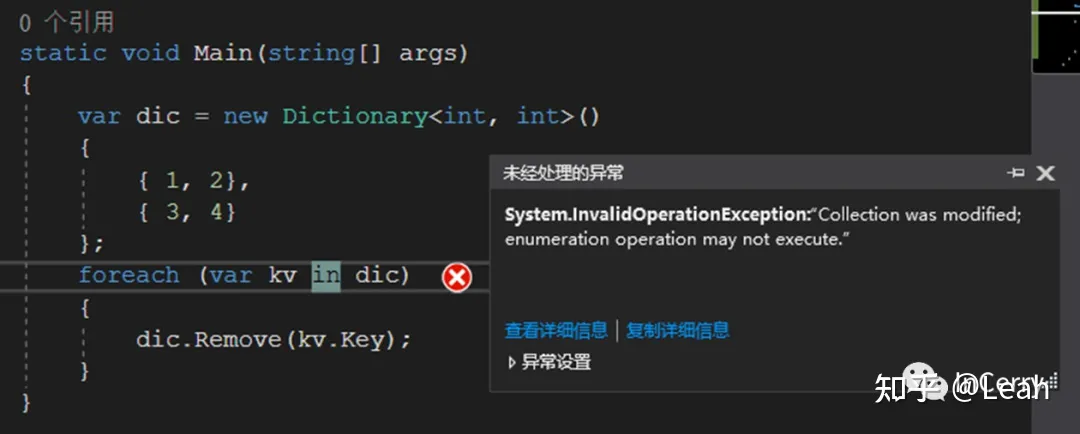 0 个引用
static void Main(string[] args)
{
var dic = new Dictionary<int, int>()
{
{ 1, 2},
{ 3, 4}
};
foreach (var kv in dic)
{
dic.Remove(kv.Key);
}
}
未经处理的异常
System.InvalidOperationException:“Collection was modified;
enumeration operation may not execute.”
查看详细信息 | 复制详细信息
异常设置
InCerry
知乎 @Leah